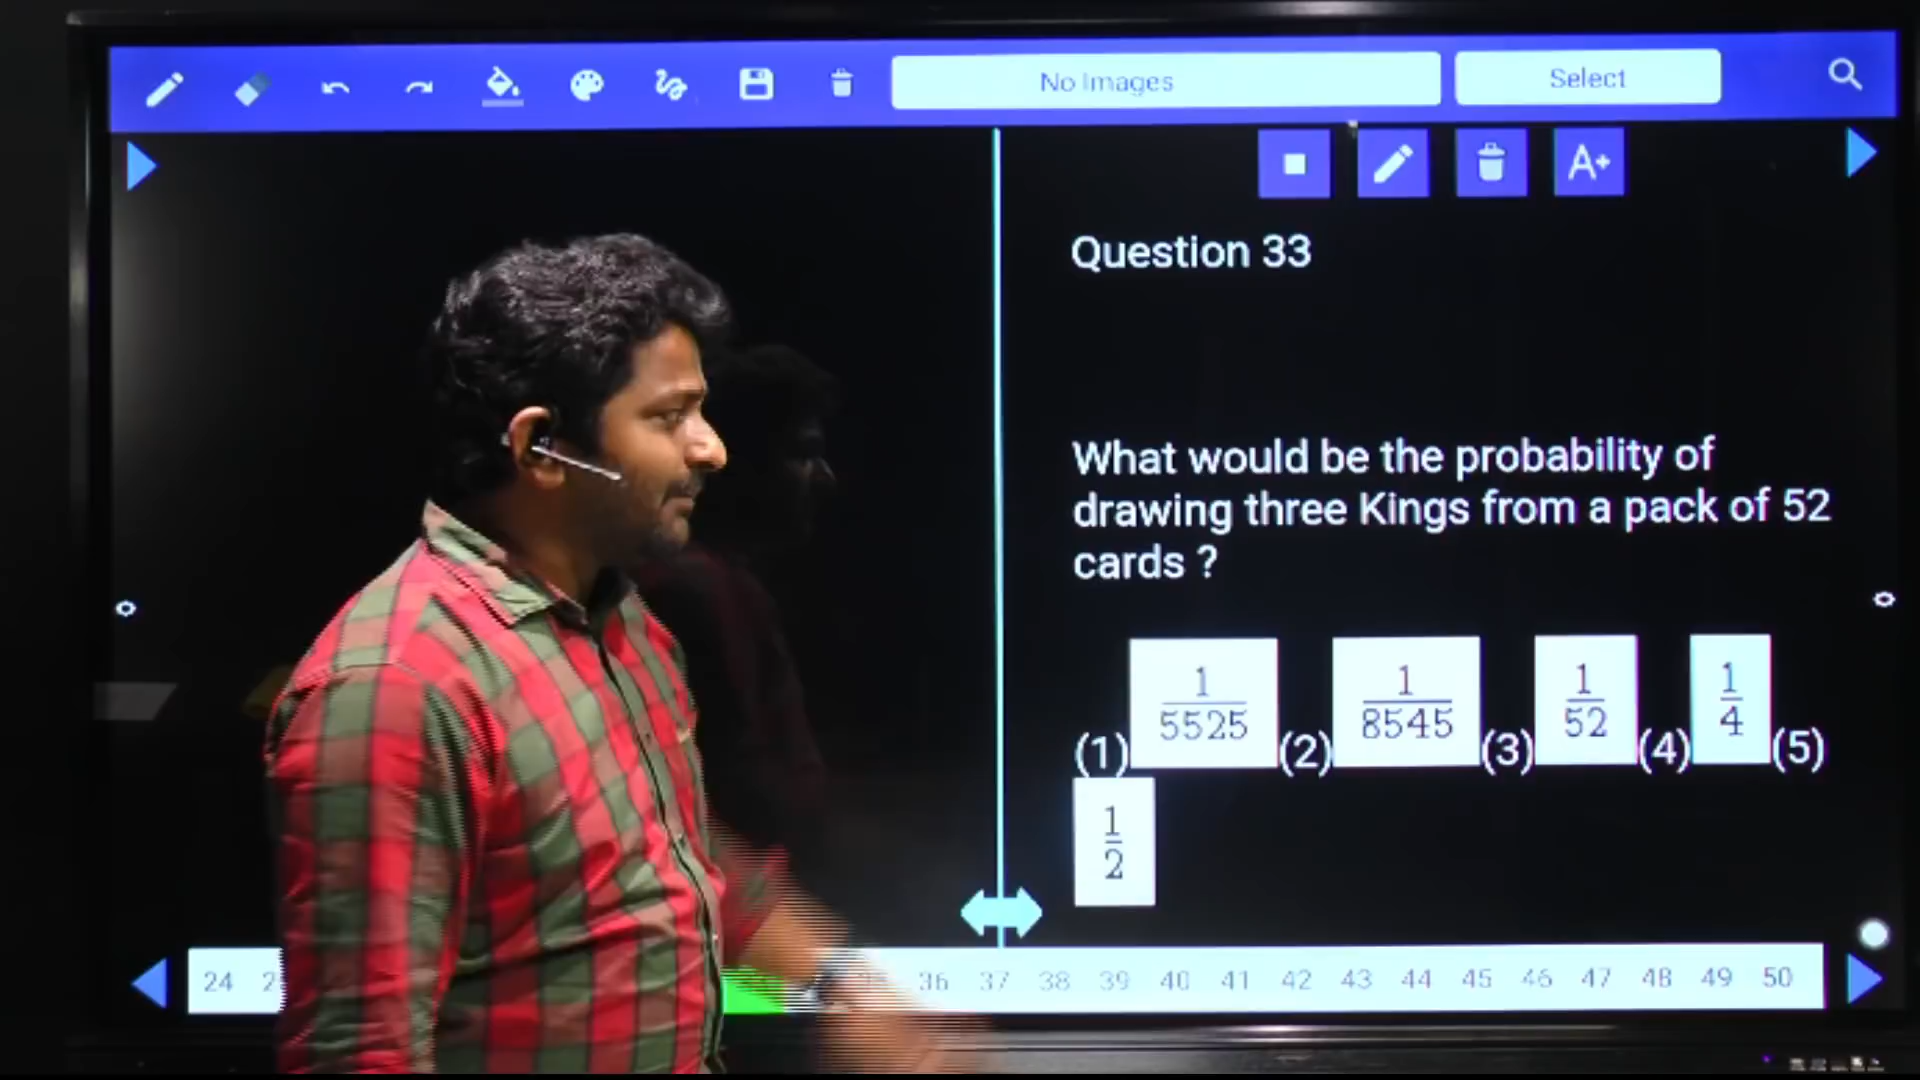 No Images
Select
A+
Question 33
What would be the probability of
drawing three Kings from a pack of 52
cards ?
(1) 1/5525 (2) 1/8545 (3) 1/52 (4) 1/4 (5)
1/2
24 36 37 38 39 40 41 42 43 44 45 46 47 48 49 50